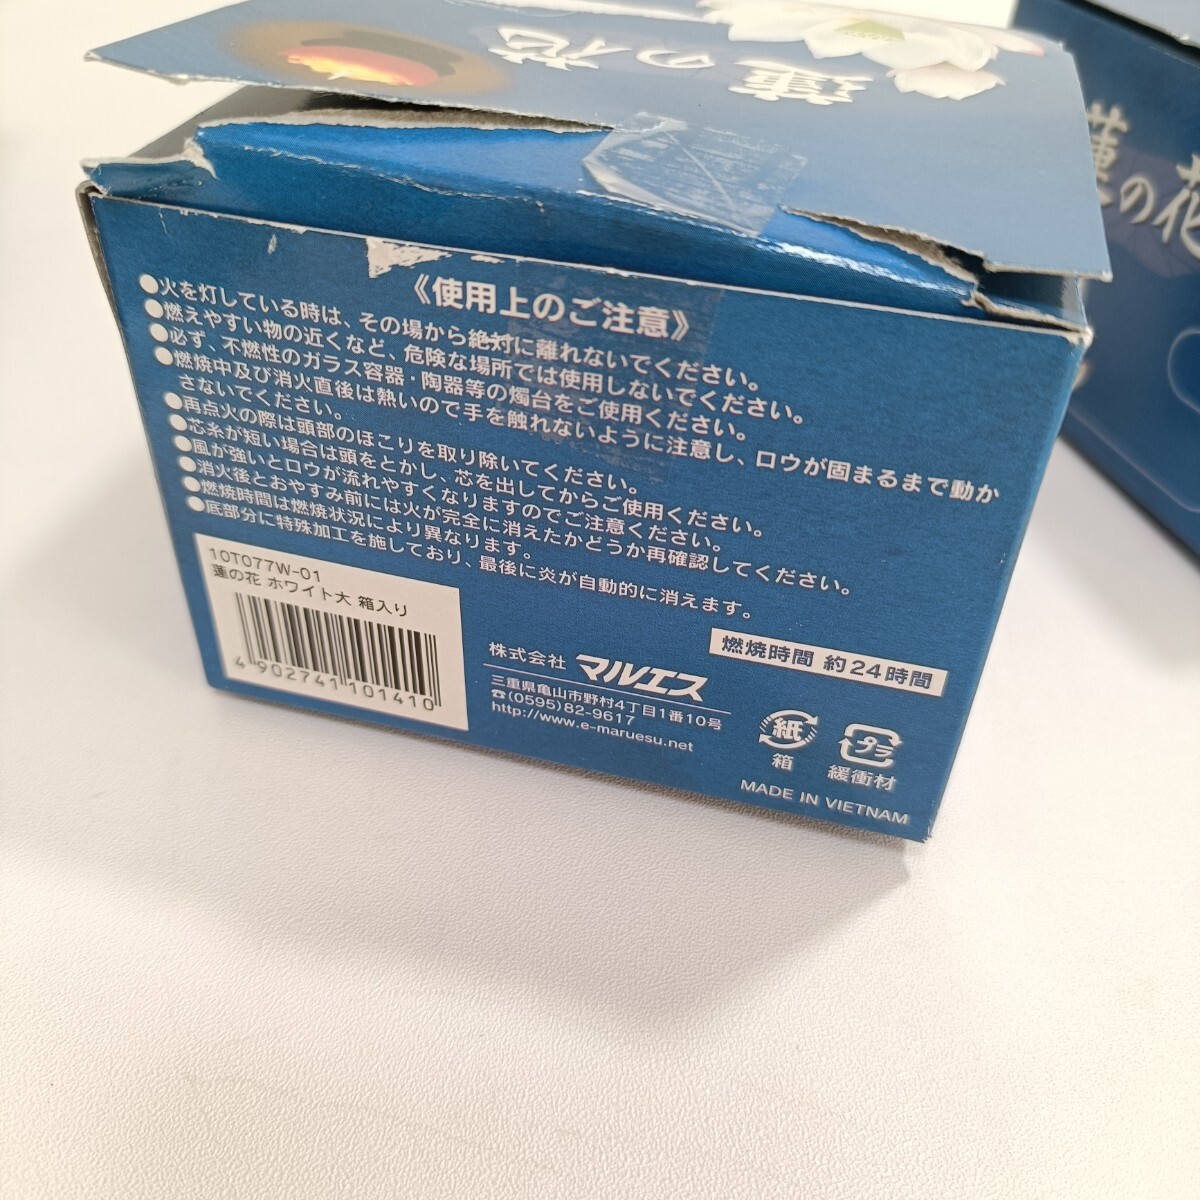 蓮の花
蓮の花
《使用上のご注意》
●火を灯している時は、その場から絶対に離れないでください。
●燃えやすい物の近くなど、危険な場所では使用しないでください。
●必ず、不燃性のガラス容器・陶器等の燭台をご使用ください。
●燃焼中及び消火直後は熱いので手を触れないように注意し、ロウが固まるまで動か
さないでください。
●再点火の際は頭部のほこりを取り除いてください。
●芯糸が短い場合は頭をとかし、芯を出してからご使用ください。
●風が強いとロウが流れやすくなりますのでご注意ください。
●消火後とおやすみ前には火が完全に消えたかどうか再確認してください。
●燃焼時間は燃焼状況により異なります。
●底部分に特殊加工を施しており、最後に炎が自動的に消えます。
10T077W-01
蓮の花 ホワイト大 箱入り
4 902741 101410
燃焼時間 約24時間
株式会社 マルエス
三重県亀山市野村4丁目1番10号
☎(0595)82-9617
http://www.e-maruesu.net
紙
箱
プラ
緩衝材
MADE IN VIETNAM